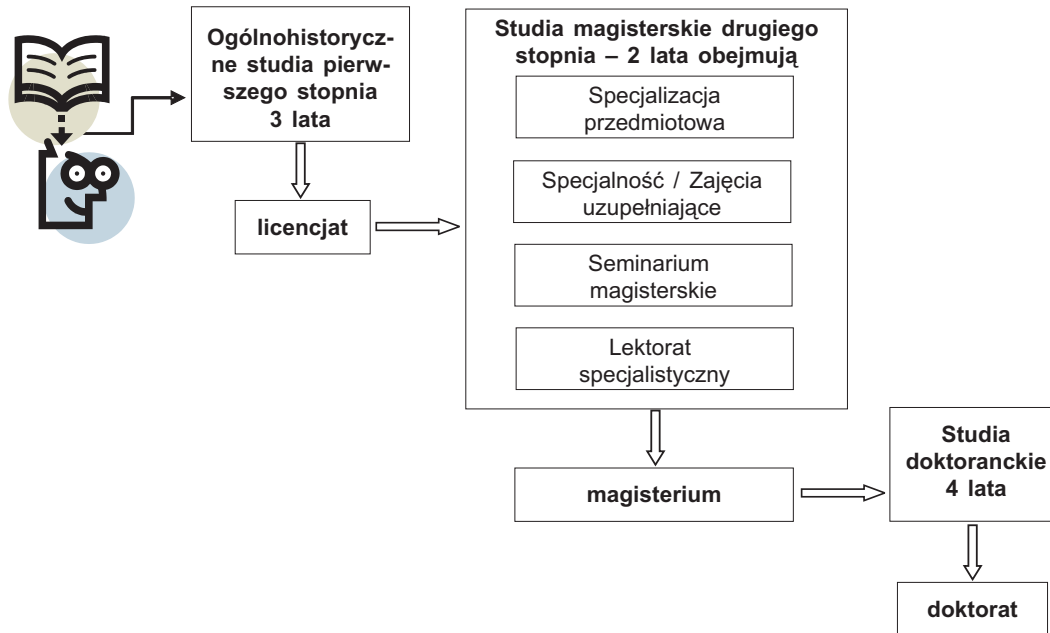 Ogólnohistorycz-
ne studia pierw-
szego stopnia
3 lata
licencjat
Studia magisterskie drugiego
stopnia – 2 lata obejmują
Specjalizacja
przedmiotowa
Specjalność / Zajęcia
uzupełniające
Seminarium
magisterskie
Lektorat
specjalistyczny
magisterium
Studia
doktoranckie
4 lata
doktorat